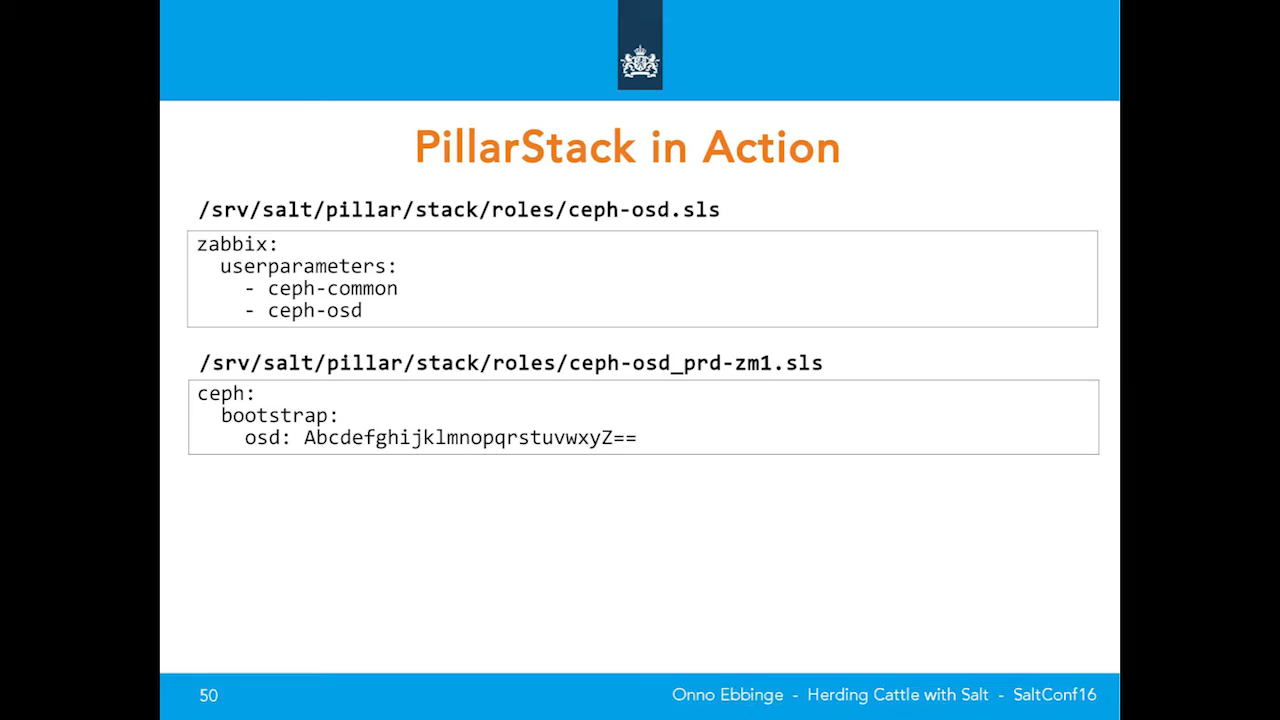 PillarStack in Action
/srv/salt/pillar/stack/roles/ceph-osd.sls
zabbix:
  userparameters:
    - ceph-common
    - ceph-osd
/srv/salt/pillar/stack/roles/ceph-osd_prd-zm1.sls
ceph:
  bootstrap:
    osd: AbcdefghijklmnopqrstuvwxyZ==
50
Onno Ebbinge - Herding Cattle with Salt - SaltConf16